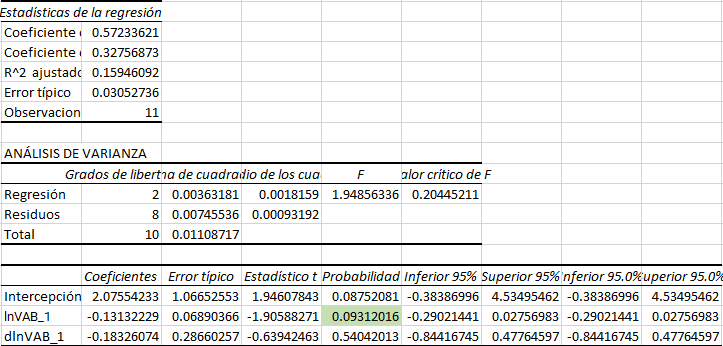 Estadísticas de la regresión
Coeficiente 0.57233621
Coeficiente 0.32756873
R^2 ajustado 0.15946092
Error típico 0.03052736
Observacion 11
ANÁLISIS DE VARIANZA
Grados de libert na de cuadra dio de los cua F alor crítico de F
Regresión 2 0.00363181 0.0018159 1.94856336 0.20445211
Residuos 8 0.00745536 0.00093192
Total 10 0.01108717
Coeficientes Error típico Estadístico t Probabilidad Inferior 95% Superior 95% nferior 95.0% uperior 95.0%
Intercepción 2.07554233 1.06652553 1.94607843 0.08752081 -0.38386996 4.53495462 -0.38386996 4.53495462
lnVAB_1 -0.13132229 0.06890366 -1.90588271 0.09312016 -0.29021441 0.02756983 -0.29021441 0.02756983
dlnVAB_1 -0.18326074 0.28660257 -0.63942463 0.54042013 -0.84416745 0.47764597 -0.84416745 0.47764597